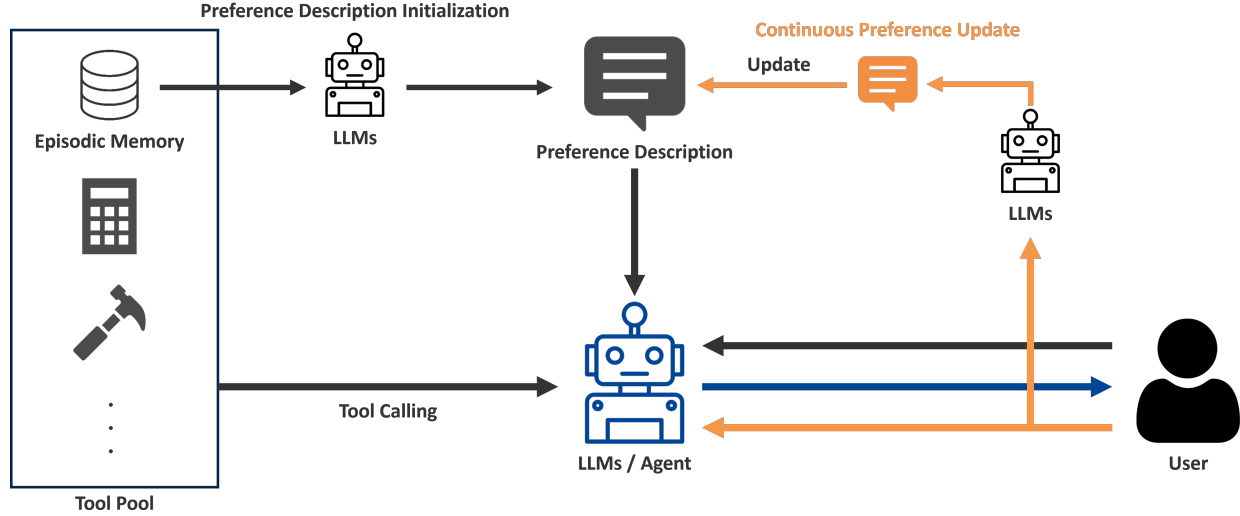 Preference Description Initialization
Continuous Preference Update
Update
Episodic Memory
LLMs
Preference Description
LLMs
Tool Calling
LLMs / Agent
User
Tool Pool